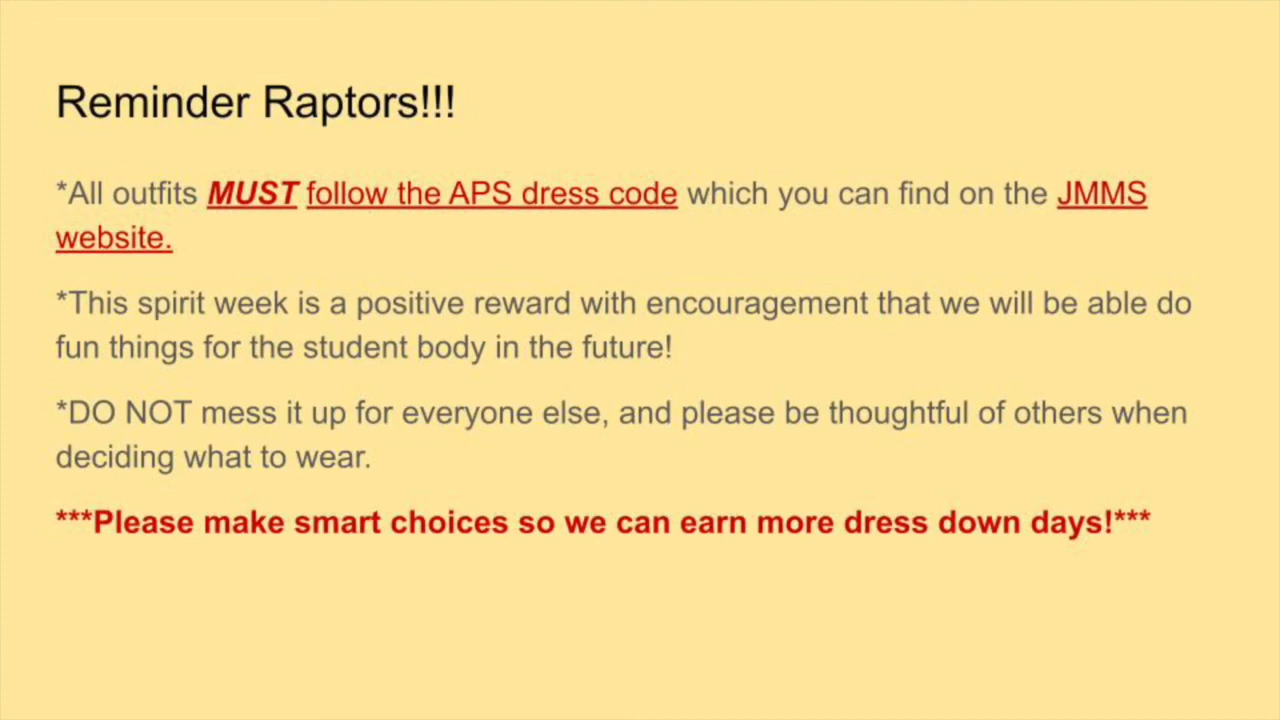 Reminder Raptors!!!
*All outfits MUST follow the APS dress code which you can find on the JMMS
website.
*This spirit week is a positive reward with encouragement that we will be able do
fun things for the student body in the future!
*DO NOT mess it up for everyone else, and please be thoughtful of others when
deciding what to wear.
***Please make smart choices so we can earn more dress down days!***